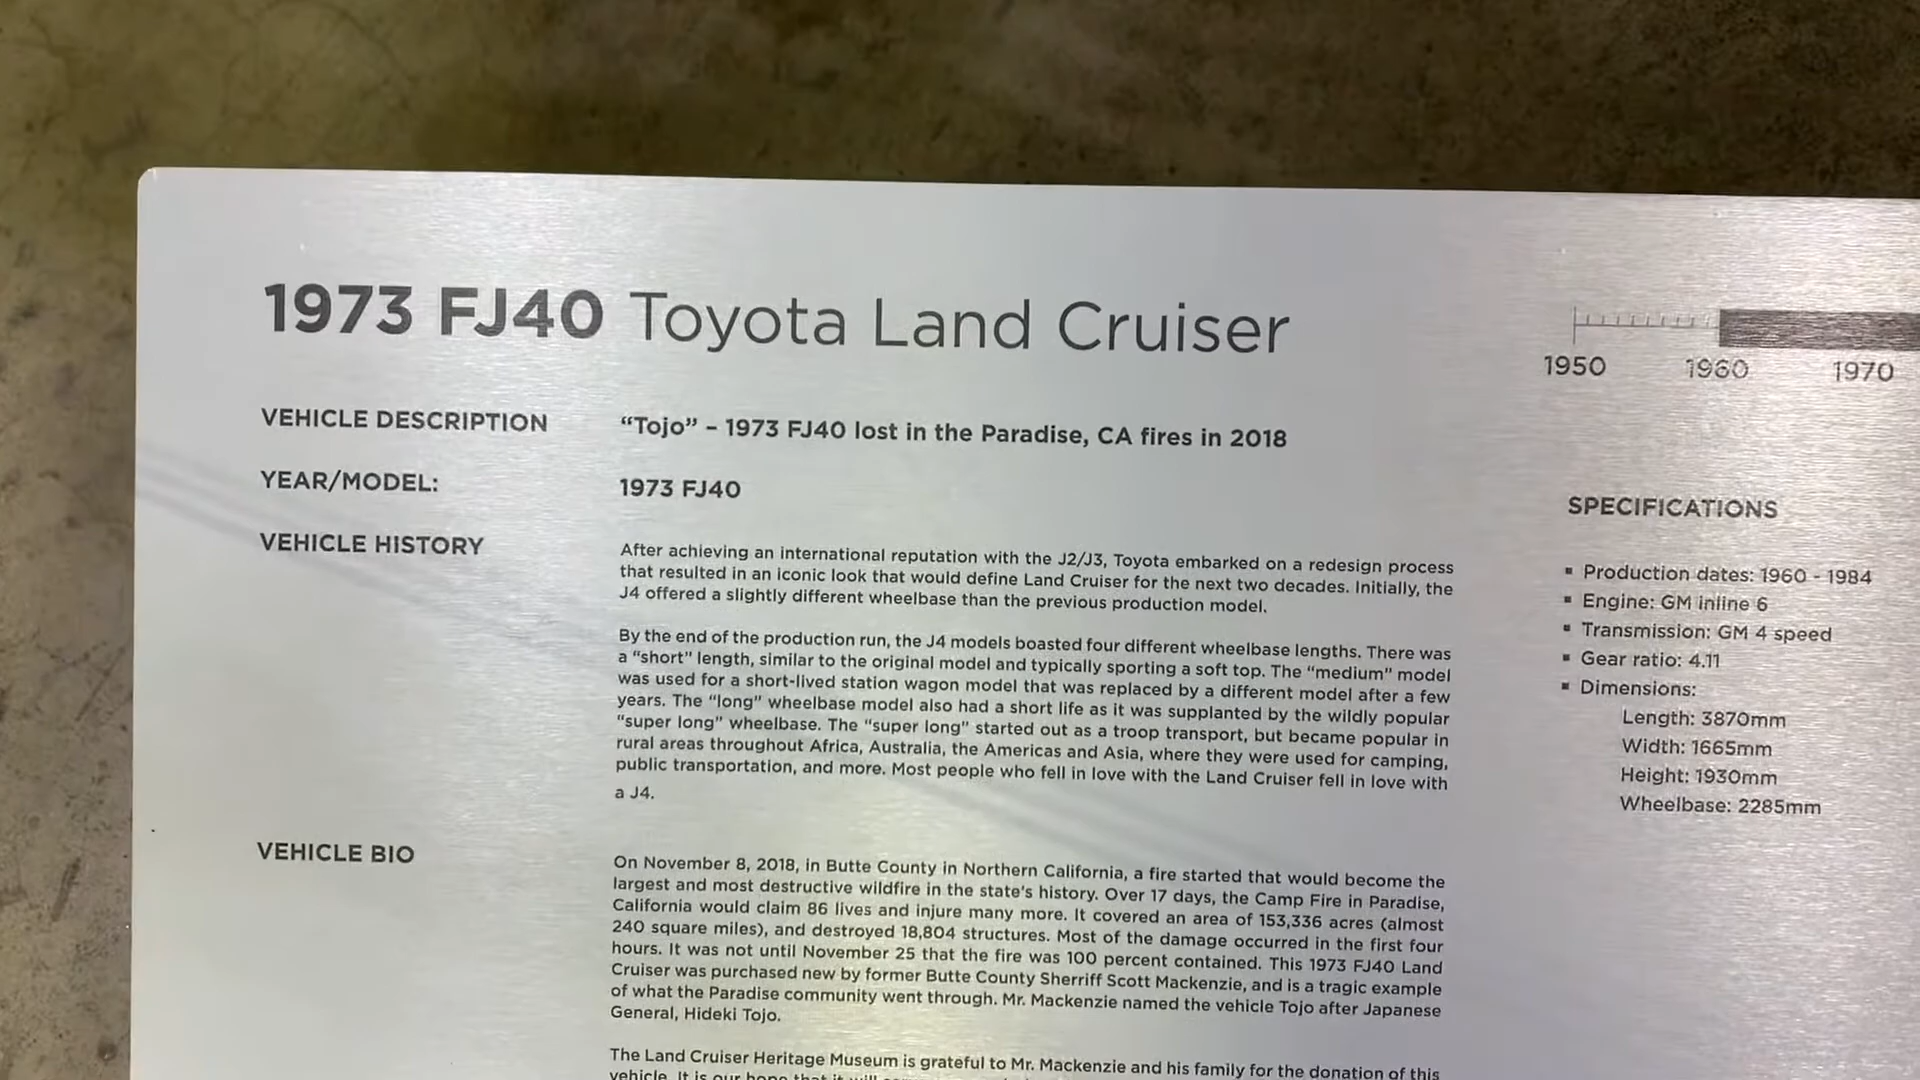 1973 FJ40 Toyota Land Cruiser
1950 1960 1970
VEHICLE DESCRIPTION
“Tojo” – 1973 FJ40 lost in the Paradise, CA fires in 2018
YEAR/MODEL:
1973 FJ40
VEHICLE HISTORY
After achieving an international reputation with the J2/J3, Toyota embarked on a redesign process
that resulted in an iconic look that would define Land Cruiser for the next two decades. Initially, the
J4 offered a slightly different wheelbase than the previous production model.
By the end of the production run, the J4 models boasted four different wheelbase lengths. There was
a “short” length, similar to the original model and typically sporting a soft top. The “medium” model
was used for a short-lived station wagon model that was replaced by a different model after a few
years. The “long” wheelbase model also had a short life as it was supplanted by the wildly popular
“super long” wheelbase. The “super long” started out as a troop transport, but became popular in
rural areas throughout Africa, Australia, the Americas and Asia, where they were used for camping,
public transportation, and more. Most people who fell in love with the Land Cruiser fell in love with
a J4.
VEHICLE BIO
On November 8, 2018, in Butte County in Northern California, a fire started that would become the
largest and most destructive wildfire in the state’s history. Over 17 days, the Camp Fire in Paradise,
California would claim 86 lives and injure many more. It covered an area of 153,336 acres (almost
240 square miles), and destroyed 18,804 structures. Most of the damage occurred in the first four
hours. It was not until November 25 that the fire was 100 percent contained. This 1973 FJ40 Land
Cruiser was purchased new by former Butte County Sherriff Scott Mackenzie, and is a tragic example
of what the Paradise community went through. Mr. Mackenzie named the vehicle Tojo after Japanese
General, Hideki Tojo.
The Land Cruiser Heritage Museum is grateful to Mr. Mackenzie and his family for the donation of this
vehicle. It is our hope that it will
SPECIFICATIONS
▪ Production dates: 1960 - 1984
▪ Engine: GM inline 6
▪ Transmission: GM 4 speed
▪ Gear ratio: 4.11
▪ Dimensions:
Length: 3870mm
Width: 1665mm
Height: 1930mm
Wheelbase: 2285mm